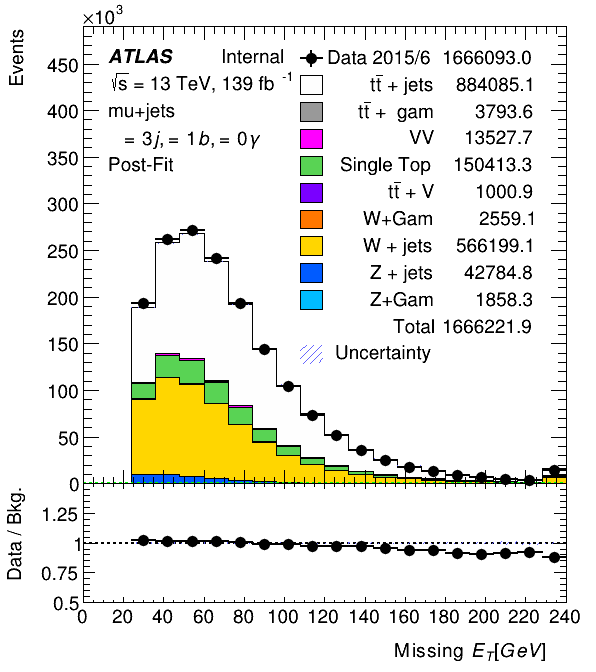 ×10³
Events
450
400
350
300
250
200
150
100
50
0
ATLAS Internal
√s = 13 TeV, 139 fb⁻¹
mu+jets
= 3j, = 1b, = 0γ
Post-Fit
Data 2015/6 1666093.0
tt̄ + jets 884085.1
tt̄ + gam 3793.6
VV 13527.7
Single Top 150413.3
tt̄ + V 1000.9
W+Gam 2559.1
W + jets 566199.1
Z + jets 42784.8
Z+Gam 1858.3
Total 1666221.9
Uncertainty
Data / Bkg.
1.25
1
0.75
0.5
0 20 40 60 80 100 120 140 160 180 200 220 240
Missing E_T[GeV]